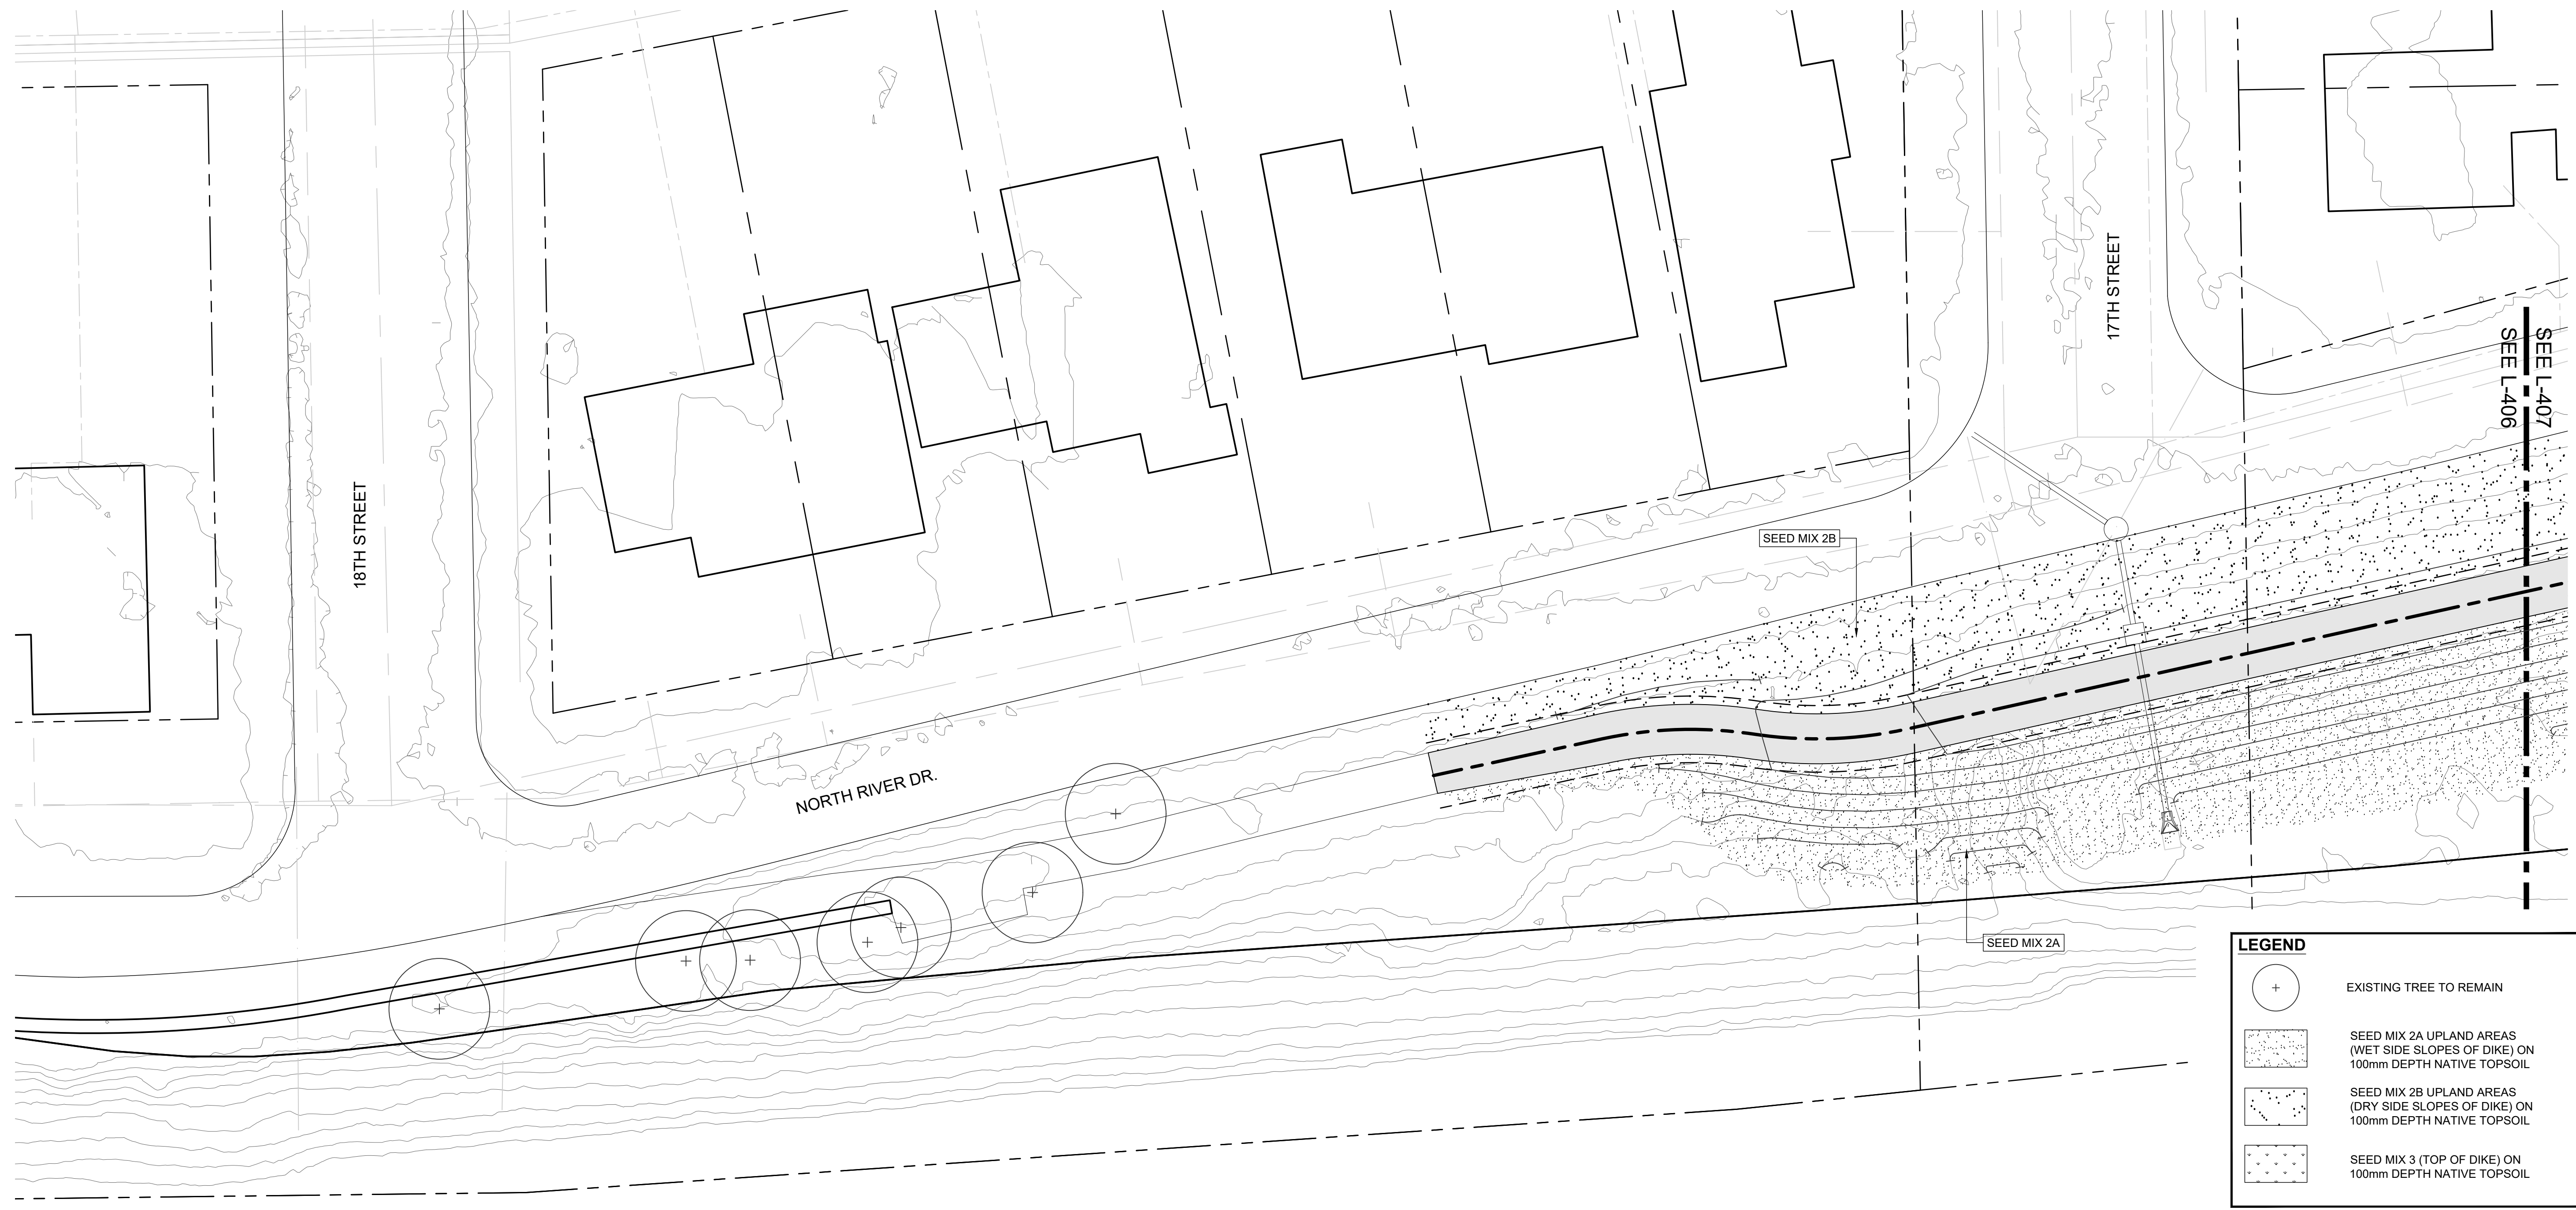 18TH STREET
17TH STREET
SEE L-406
SEE L-407
SEED MIX 2B
NORTH RIVER DR.
SEED MIX 2A
LEGEND
EXISTING TREE TO REMAIN
SEED MIX 2A UPLAND AREAS
(WET SIDE SLOPES OF DIKE) ON
100mm DEPTH NATIVE TOPSOIL
SEED MIX 2B UPLAND AREAS
(DRY SIDE SLOPES OF DIKE) ON
100mm DEPTH NATIVE TOPSOIL
SEED MIX 3 (TOP OF DIKE) ON
100mm DEPTH NATIVE TOPSOIL